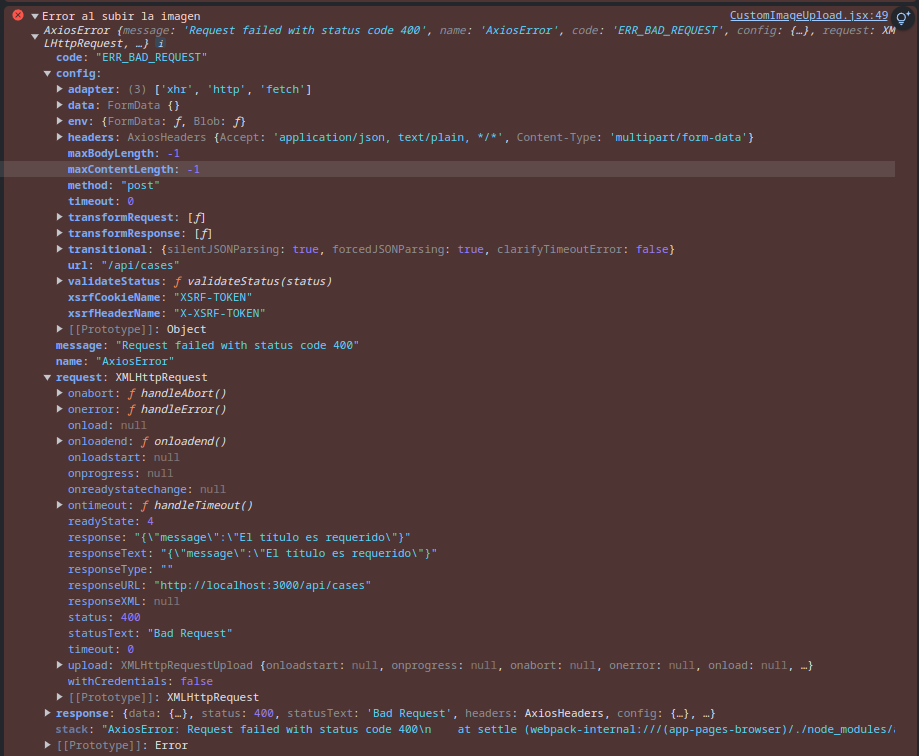 Error al subir la imagen CustomImageUpload.jsx:49
AxiosError {message: 'Request failed with status code 400', name: 'AxiosError', code: 'ERR_BAD_REQUEST', config: {…}, request: XM
LHttpRequest, …} i
code: "ERR_BAD_REQUEST"
config:
adapter: (3) ['xhr', 'http', 'fetch']
data: FormData {}
env: {FormData: ƒ, Blob: ƒ}
headers: AxiosHeaders {Accept: 'application/json, text/plain, */*', Content-Type: 'multipart/form-data'}
maxBodyLength: -1
maxContentLength: -1
method: "post"
timeout: 0
transformRequest: [ƒ]
transformResponse: [ƒ]
transitional: {silentJSONParsing: true, forcedJSONParsing: true, clarifyTimeoutError: false}
url: "/api/cases"
validateStatus: ƒ validateStatus(status)
xsrfCookieName: "XSRF-TOKEN"
xsrfHeaderName: "X-XSRF-TOKEN"
[[Prototype]]: Object
message: "Request failed with status code 400"
name: "AxiosError"
request: XMLHttpRequest
onabort: ƒ handleAbort()
onerror: ƒ handleError()
onload: null
onloadend: ƒ onloadend()
onloadstart: null
onprogress: null
onreadystatechange: null
ontimeout: ƒ handleTimeout()
readyState: 4
response: "{\"message\":\"El titulo es requerido\"}"
responseText: "{\"message\":\"El titulo es requerido\"}"
responseType: ""
responseURL: "http://localhost:3000/api/cases"
responseXML: null
status: 400
statusText: "Bad Request"
timeout: 0
upload: XMLHttpRequestUpload {onloadstart: null, onprogress: null, onabort: null, onerror: null, onload: null, …}
withCredentials: false
[[Prototype]]: XMLHttpRequest
response: {data: {…}, status: 400, statusText: 'Bad Request', headers: AxiosHeaders, config: {…}, …}
stack: "AxiosError: Request failed with status code 400\n    at settle (webpack-internal:///(app-pages-browser)/./node_modules/
[[Prototype]]: Error